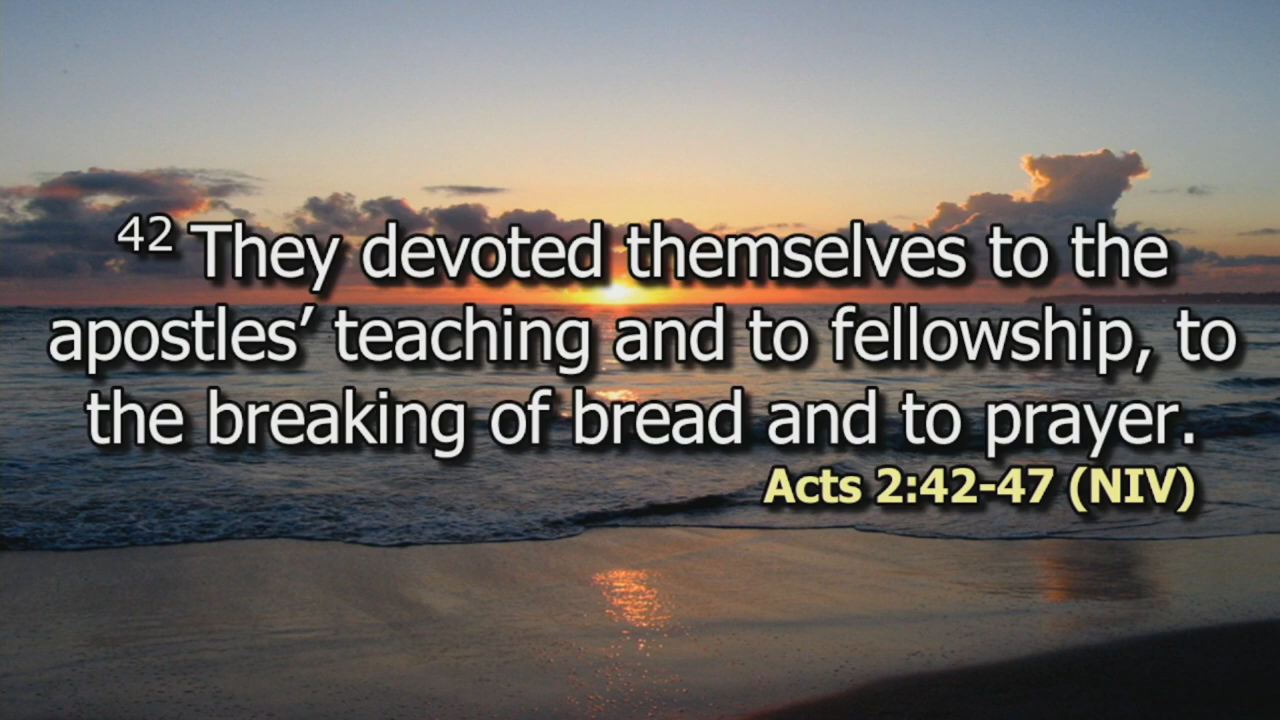 42 They devoted themselves to the
apostles’ teaching and to fellowship, to
the breaking of bread and to prayer.
Acts 2:42-47 (NIV)